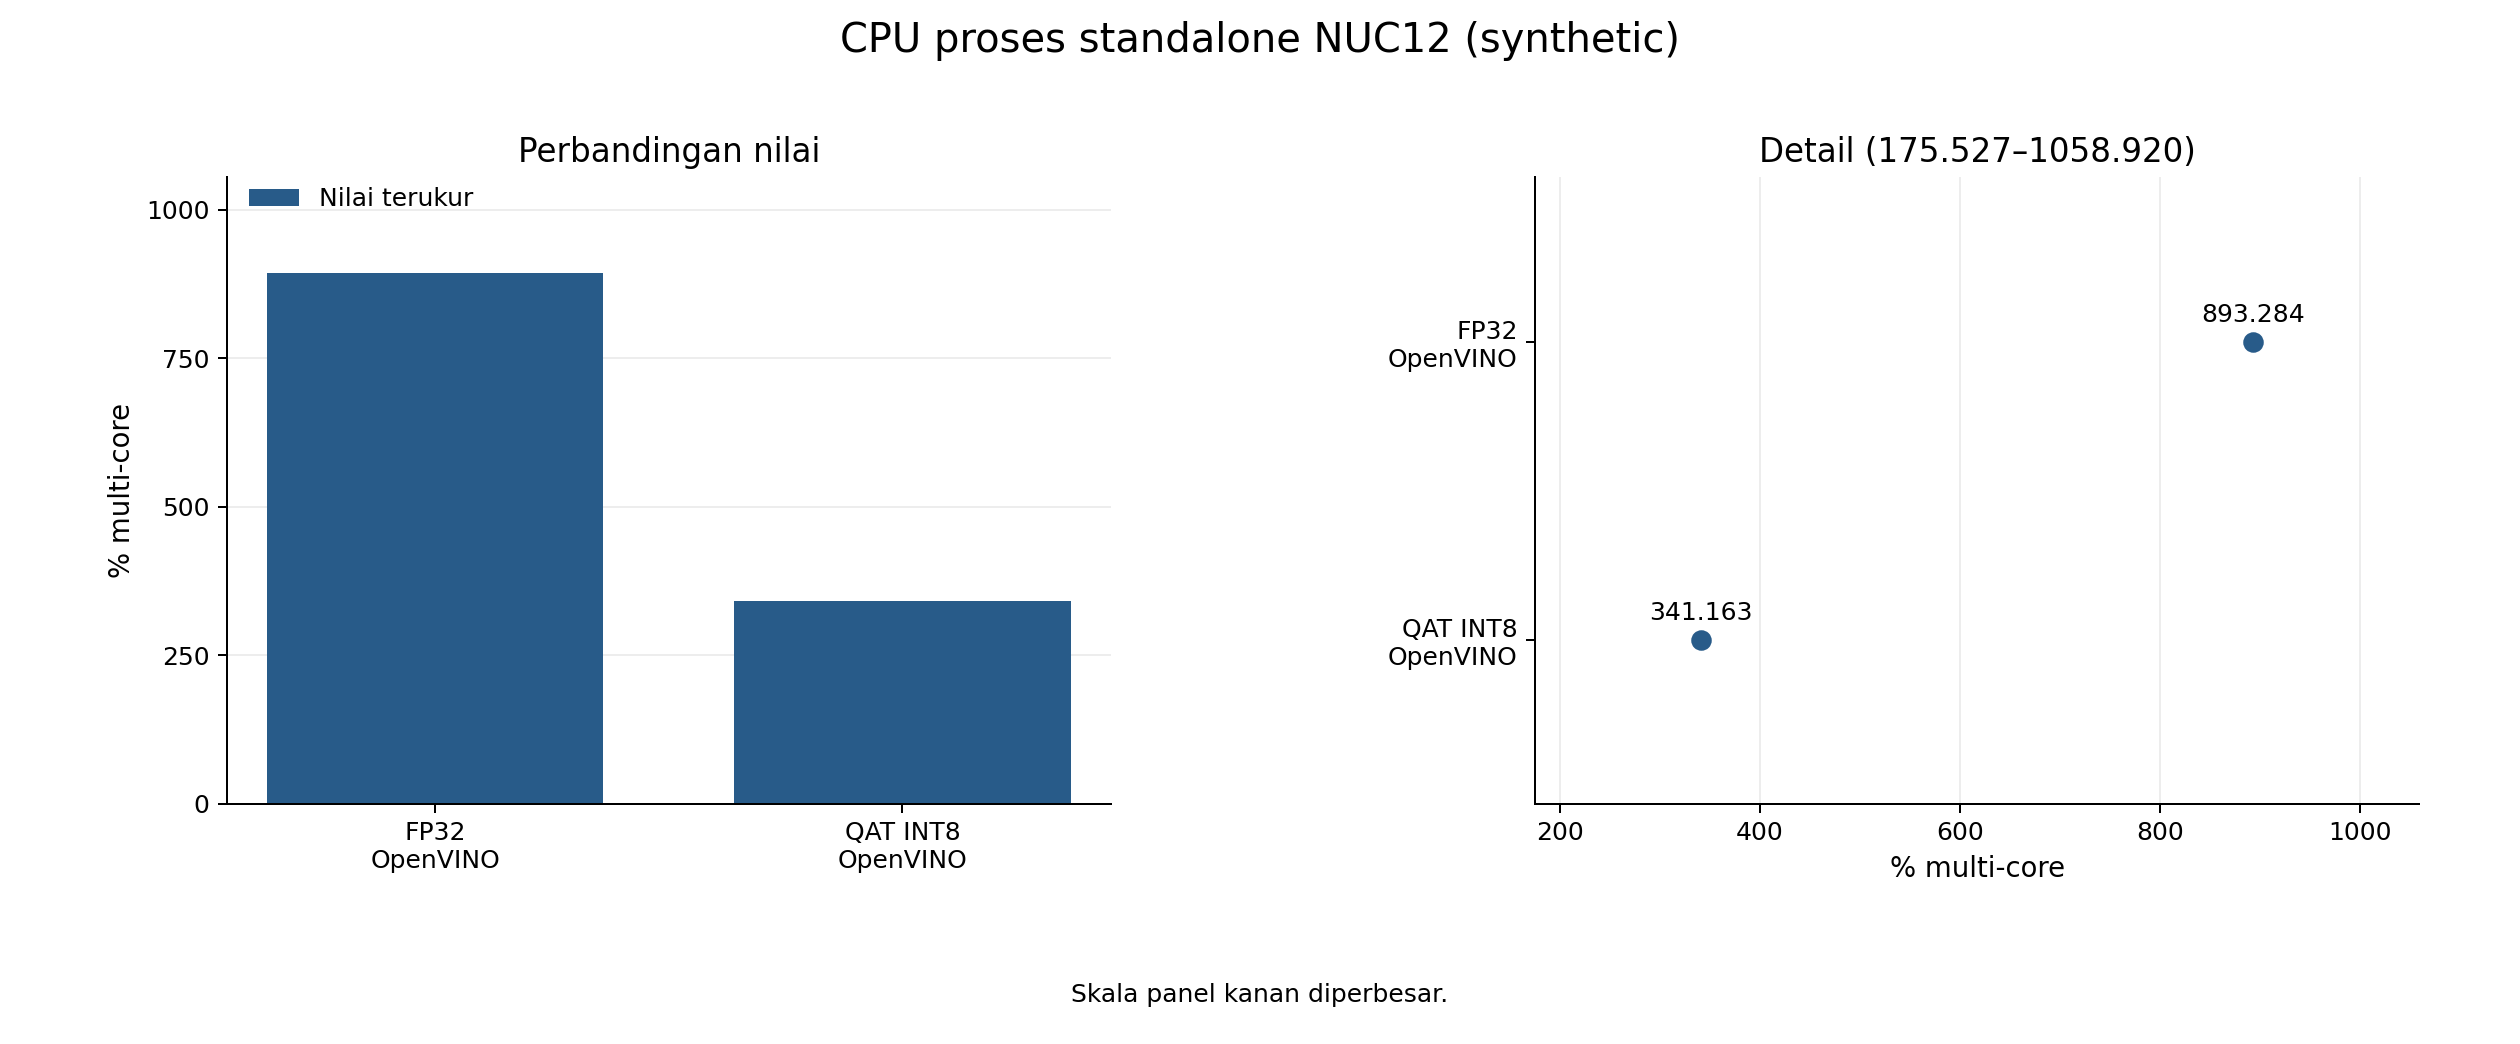 CPU proses standalone NUC12 (synthetic)
Perbandingan nilai
Nilai terukur
1000
750
500
250
0
% multi-core
FP32
OpenVINO
QAT INT8
OpenVINO
Detail (175.527–1058.920)
FP32
OpenVINO
893.284
QAT INT8
OpenVINO
341.163
200
400
600
800
1000
% multi-core
Skala panel kanan diperbesar.